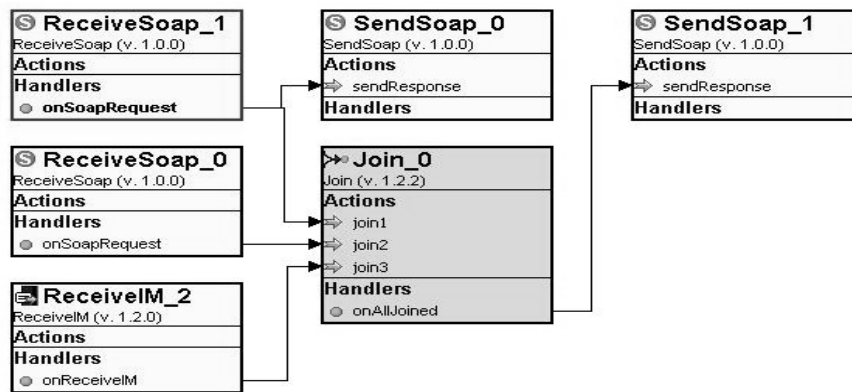 ReceiveSoap_1
ReceiveSoap (v. 1.0.0)
Actions
Handlers
onSoapRequest
SendSoap_0
SendSoap (v. 1.0.0)
Actions
sendResponse
Handlers
SendSoap_1
SendSoap (v. 1.0.0)
Actions
sendResponse
Handlers
ReceiveSoap_0
ReceiveSoap (v. 1.0.0)
Actions
Handlers
onSoapRequest
Join_0
Join (v. 1.2.2)
Actions
join1
join2
join3
Handlers
onAllJoined
ReceiveIM_2
ReceiveIM (v. 1.2.0)
Actions
Handlers
onReceiveIM